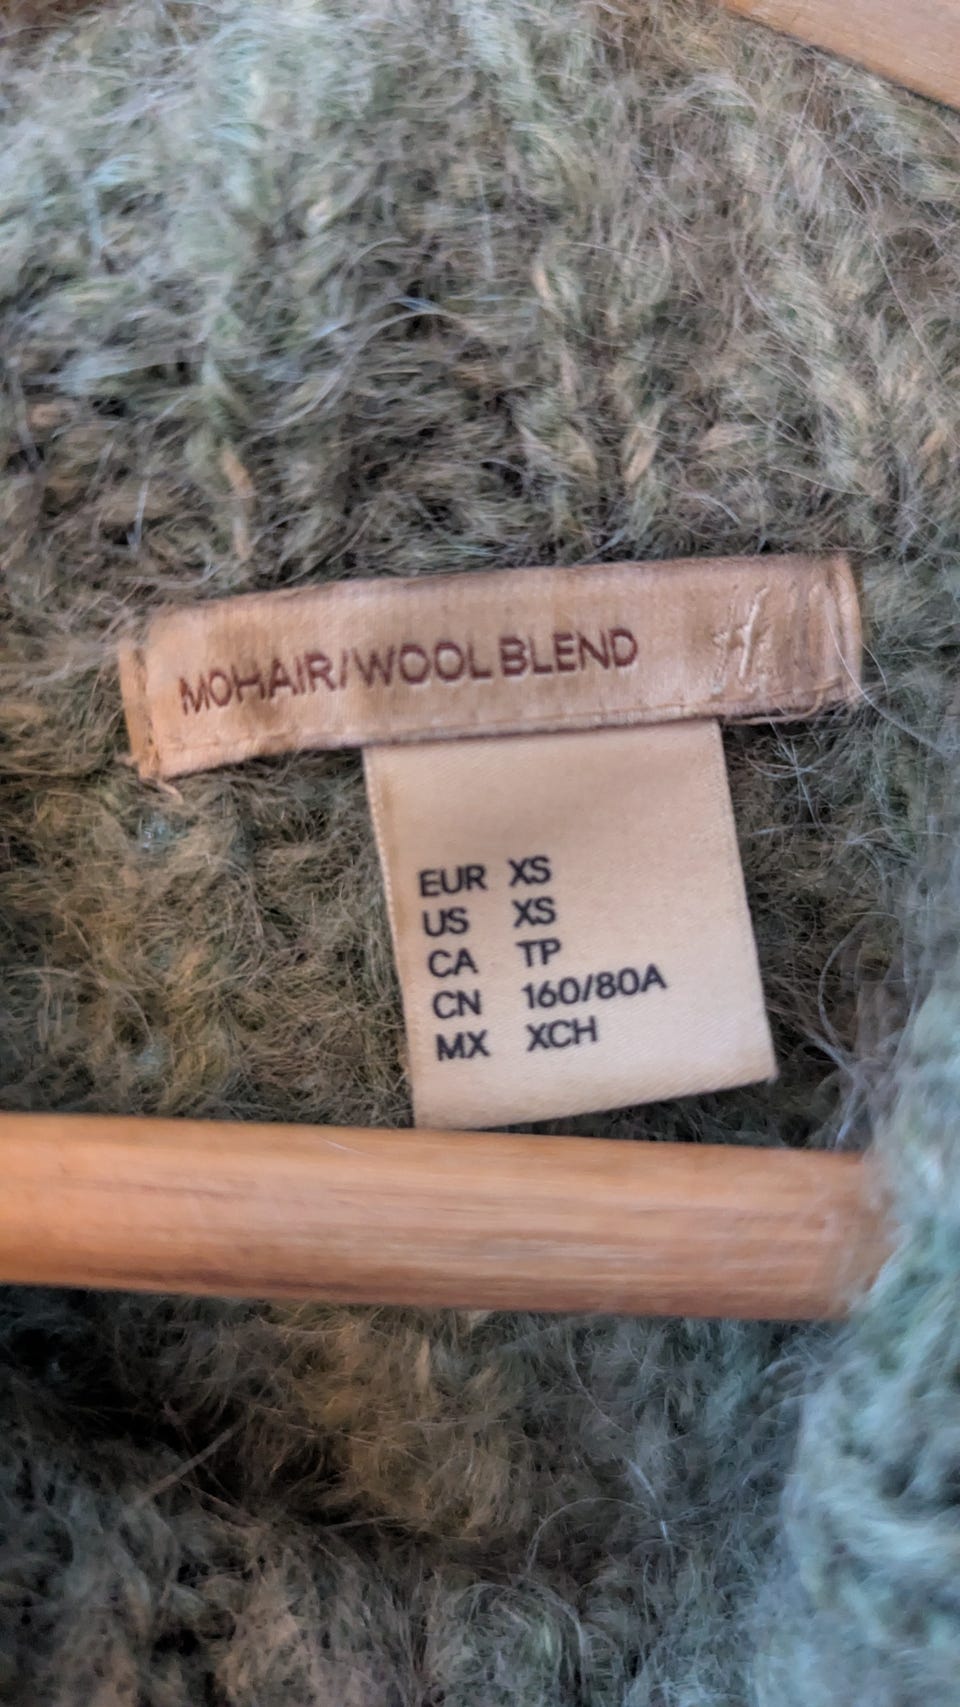 MOHAIR/WOOL BLEND
EUR XS
US XS
CA TP
CN 160/80A
MX XCH